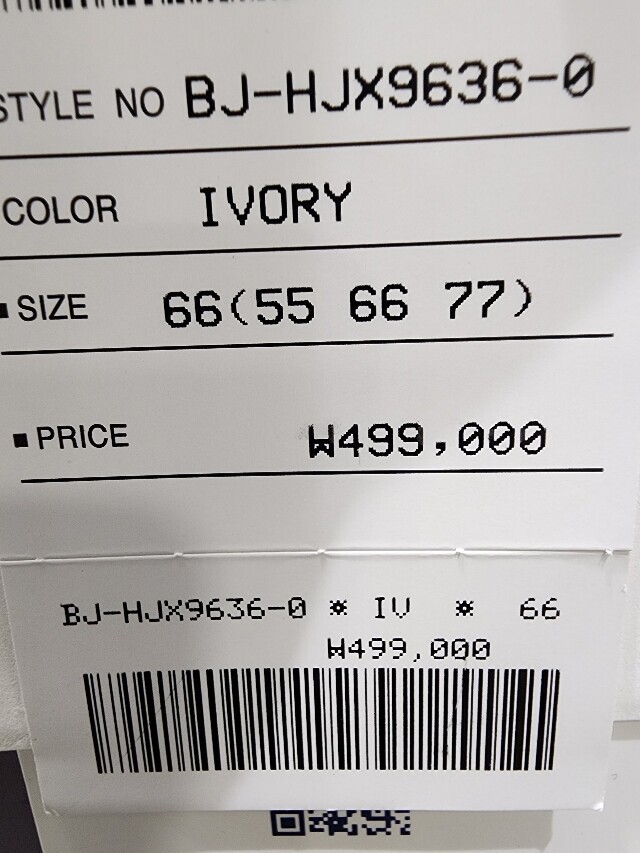 STYLE NO BJ-HJX9636-0
COLOR IVORY
■ SIZE 66(55 66 77)
■ PRICE ₩499,000
BJ-HJX9636-0 * IV * 66
₩499,000